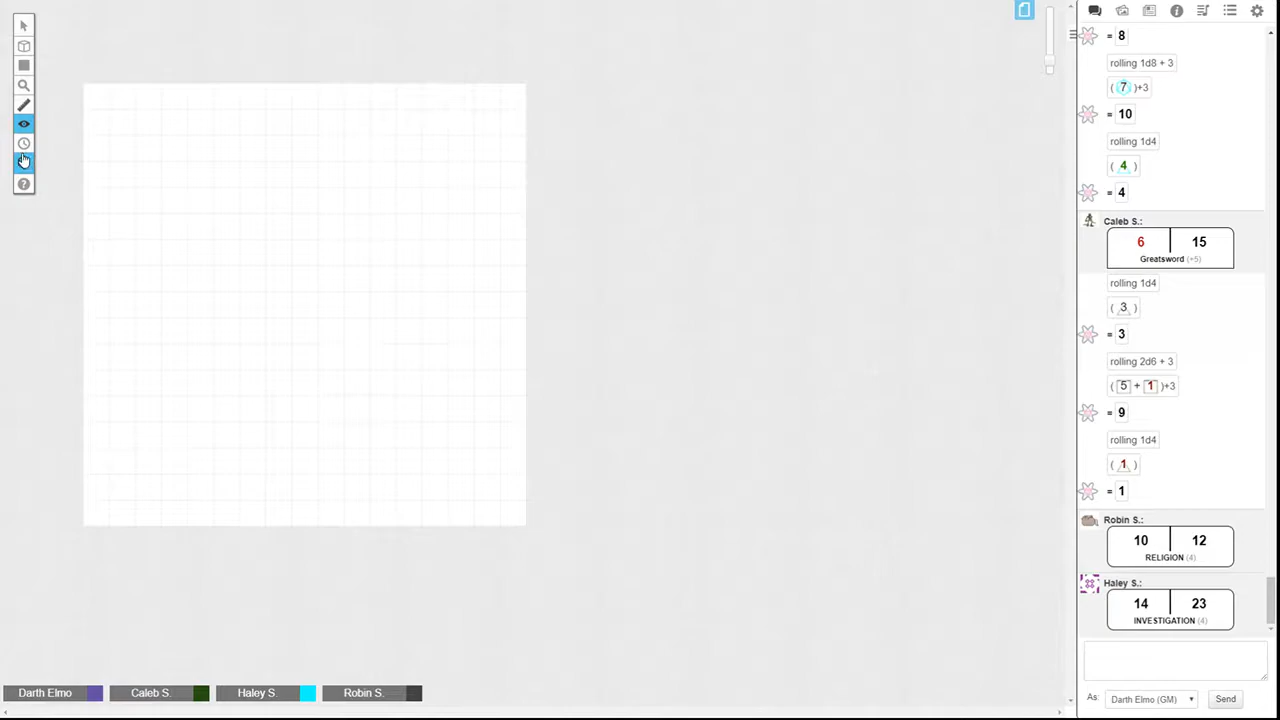 = 8
rolling 1d8 + 3
( 7 )+3
= 10
rolling 1d4
( 4 )
= 4
Caleb S.:
6 15
Greatsword (+5)
rolling 1d4
( 3 )
= 3
rolling 2d6 + 3
( 5 + 1 )+3
= 9
rolling 1d4
( 1 )
= 1
Robin S.:
10 12
RELIGION (4)
Haley S.:
14 23
INVESTIGATION (4)
As: Darth Elmo (GM) Send
Darth Elmo Caleb S. Haley S. Robin S.